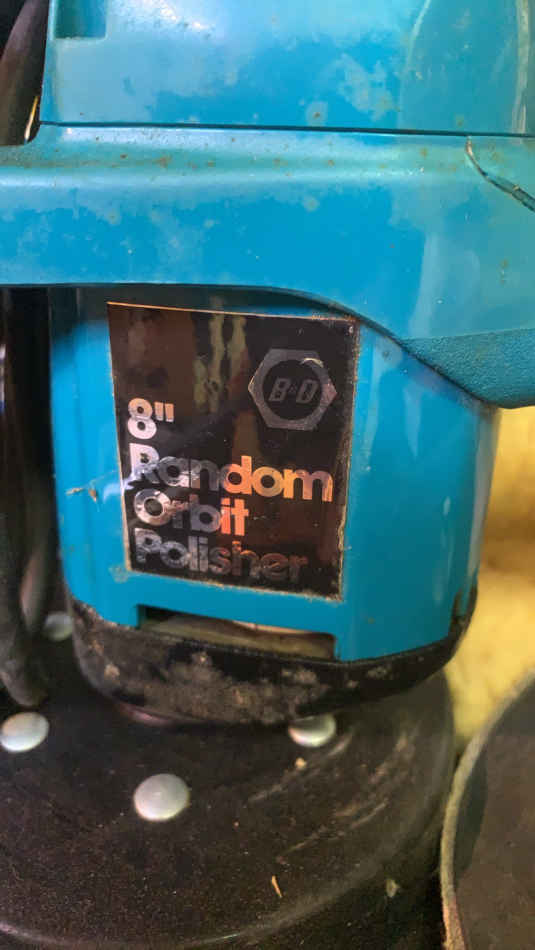 B&D
8"
Random
Orbit
Polisher